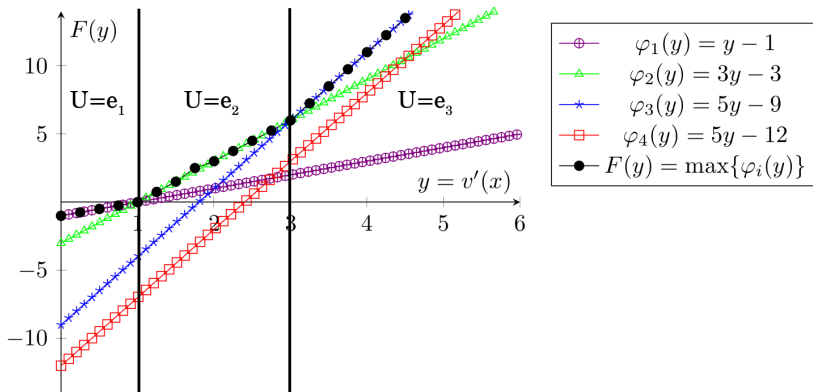 F(y)
10
5
−5
−10
U=e₁
U=e₂
U=e₃
y = v′(x)
1
2
3
4
5
6
φ₁(y) = y − 1
φ₂(y) = 3y − 3
φ₃(y) = 5y − 9
φ₄(y) = 5y − 12
F(y) = max{φᵢ(y)}